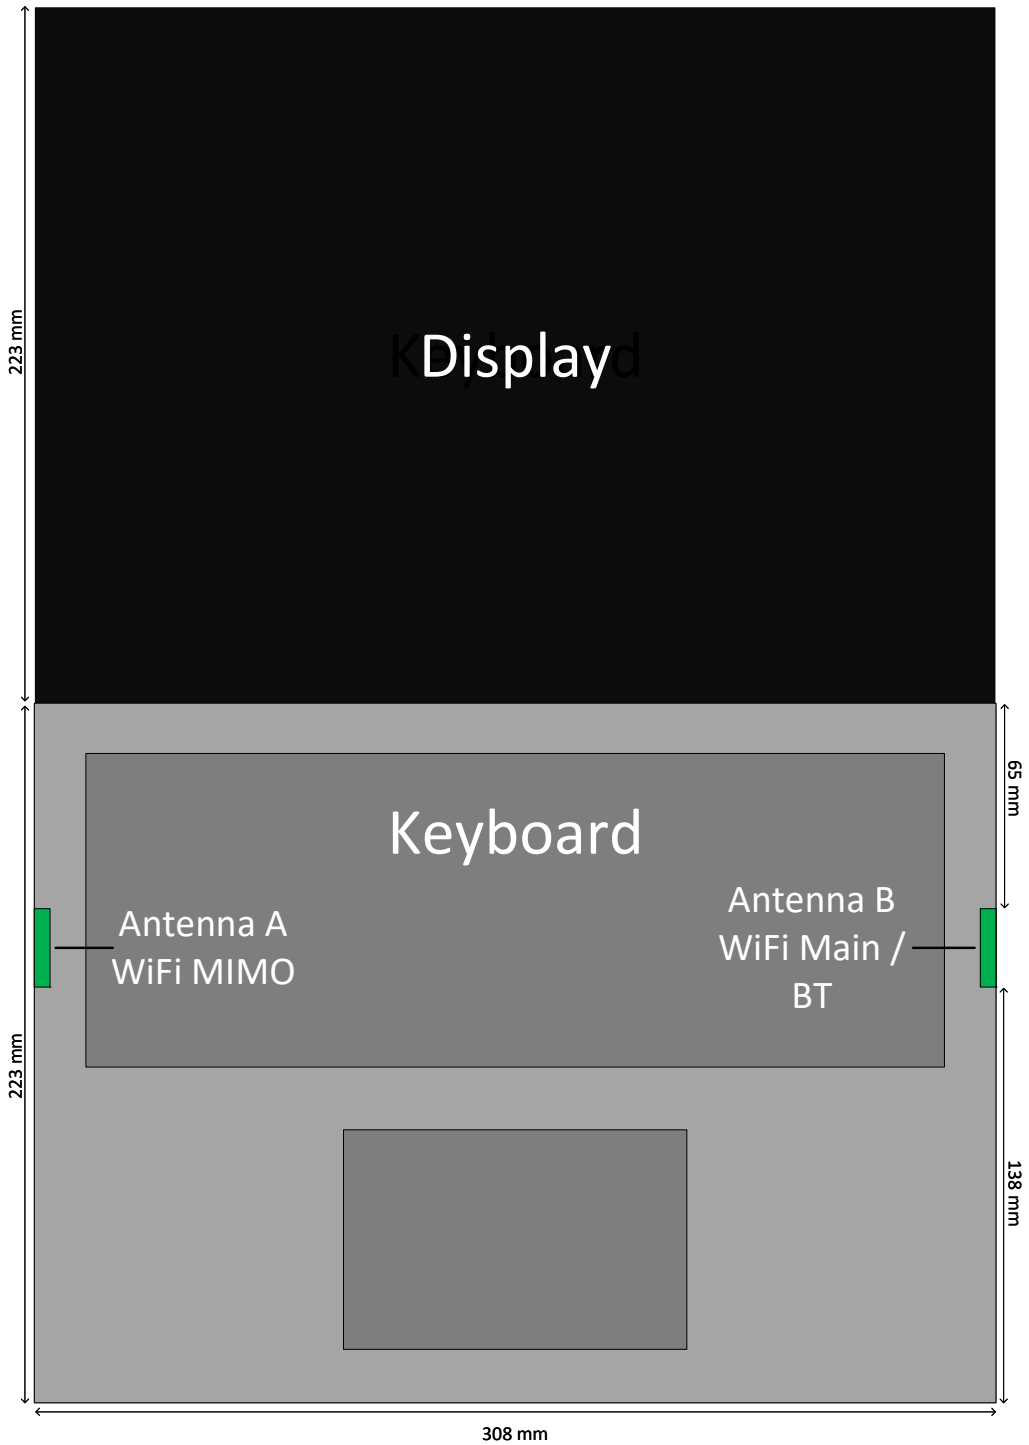 223 mm
Keyboard
Display
65 mm
Keyboard
Antenna A
WiFi MIMO
Antenna B
WiFi Main /
BT
223 mm
138 mm
308 mm